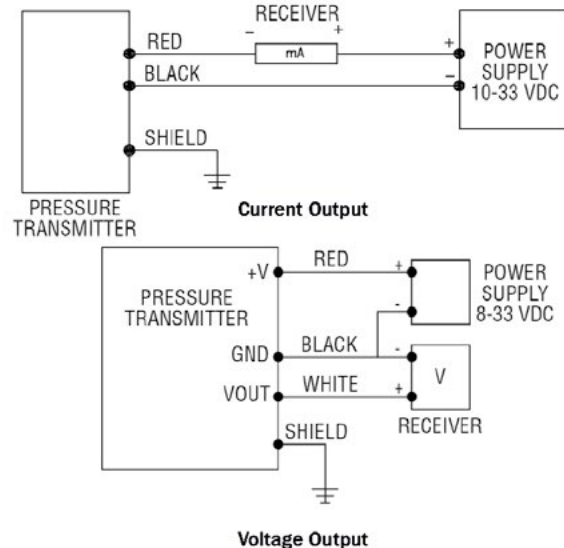 RECEIVER
RED
-
+
+
mA
BLACK
-
POWER
SUPPLY
10-33 VDC
SHIELD
PRESSURE
TRANSMITTER
Current Output
+V
RED
+
POWER
SUPPLY
8-33 VDC
PRESSURE
TRANSMITTER
-
GND
BLACK
-
V
VOUT
WHITE
+
RECEIVER
SHIELD
Voltage Output